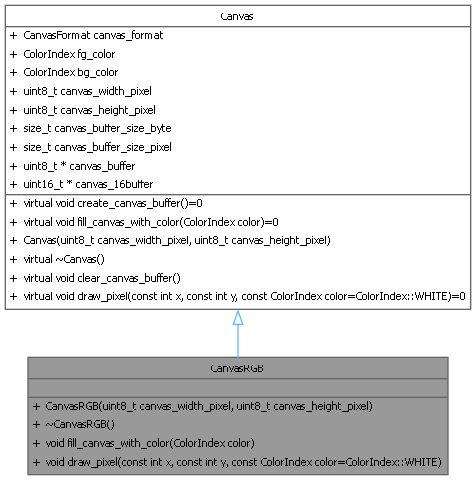 Canvas
+ CanvasFormat canvas_format
+ ColorIndex fg_color
+ ColorIndex bg_color
+ uint8_t canvas_width_pixel
+ uint8_t canvas_height_pixel
+ size_t canvas_buffer_size_byte
+ size_t canvas_buffer_size_pixel
+ uint8_t * canvas_buffer
+ uint16_t * canvas_16buffer
+ virtual void create_canvas_buffer()=0
+ virtual void fill_canvas_with_color(ColorIndex color)=0
+ Canvas(uint8_t canvas_width_pixel, uint8_t canvas_height_pixel)
+ virtual ~Canvas()
+ virtual void clear_canvas_buffer()
+ virtual void draw_pixel(const int x, const int y, const ColorIndex color=ColorIndex::WHITE)=0
CanvasRGB
+ CanvasRGB(uint8_t canvas_width_pixel, uint8_t canvas_height_pixel)
+ ~CanvasRGB()
+ void fill_canvas_with_color(ColorIndex color)
+ void draw_pixel(const int x, const int y, const ColorIndex color=ColorIndex::WHITE)